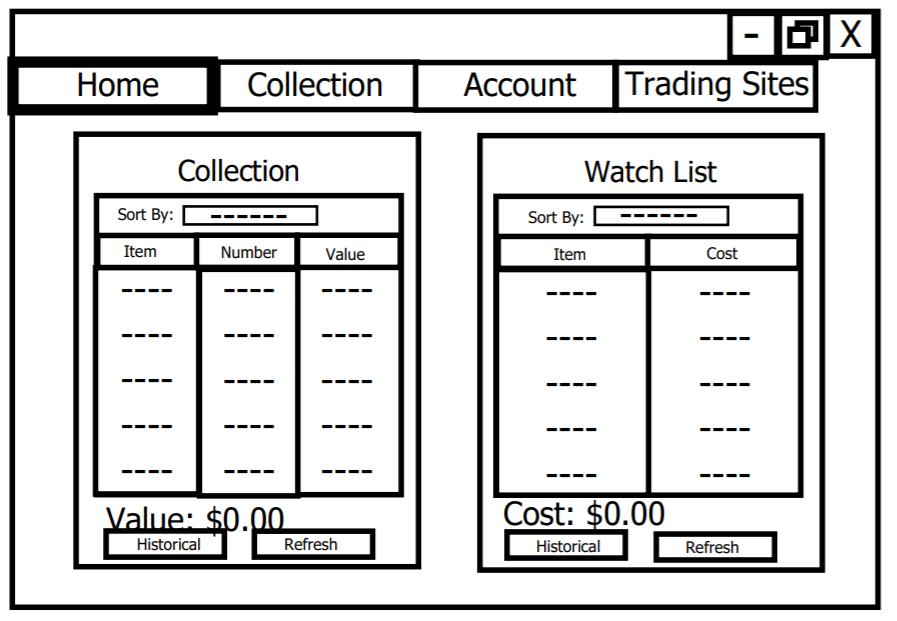 - X
Home Collection Account Trading Sites
Collection
Sort By: ------
Item Number Value
---- ---- ----
---- ---- ----
---- ---- ----
---- ---- ----
---- ---- ----
Value: $0.00
Historical Refresh
Watch List
Sort By: ------
Item Cost
---- ----
---- ----
---- ----
---- ----
---- ----
Cost: $0.00
Historical Refresh